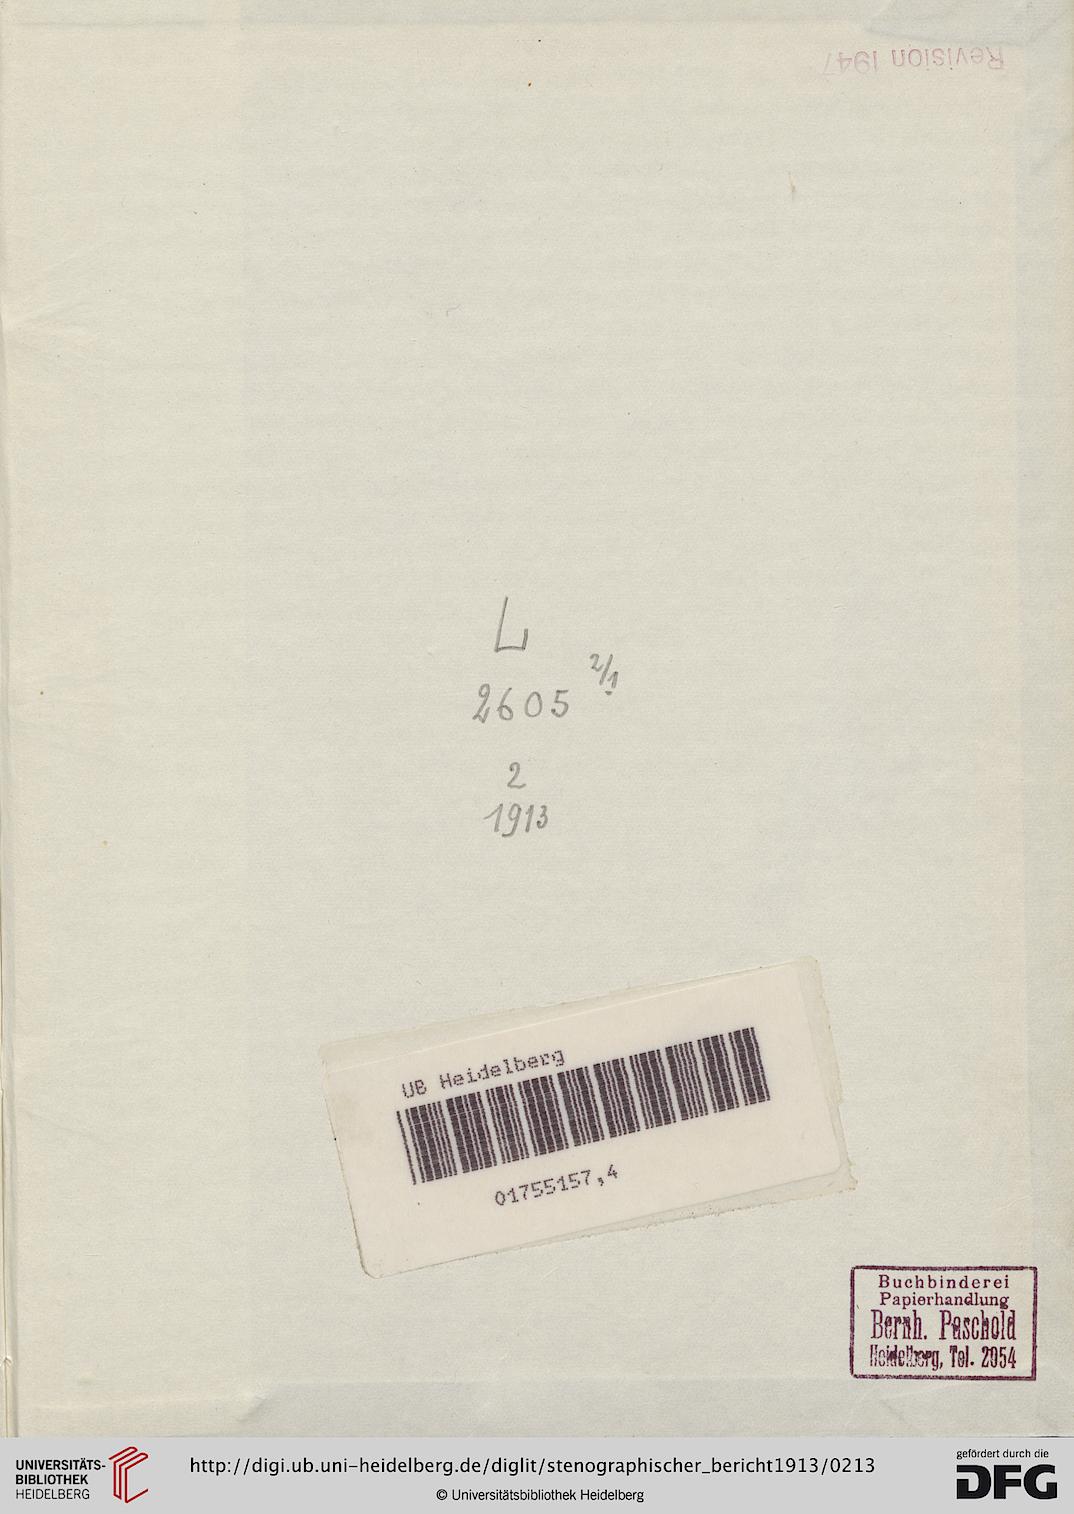 Revision 1947
L
2605 2/1
2
1913
UB Heidelberg
01755157,4
Buchbinderei
Papierhandlung
Bernh. Paschold
Heidelberg, Tel. 2954
UNIVERSITÄTS-
BIBLIOTHEK
HEIDELBERG
http://digi.ub.uni-heidelberg.de/diglit/stenographischer_bericht1913/0213
© Universitätsbibliothek Heidelberg
gefördert durch die
DFG